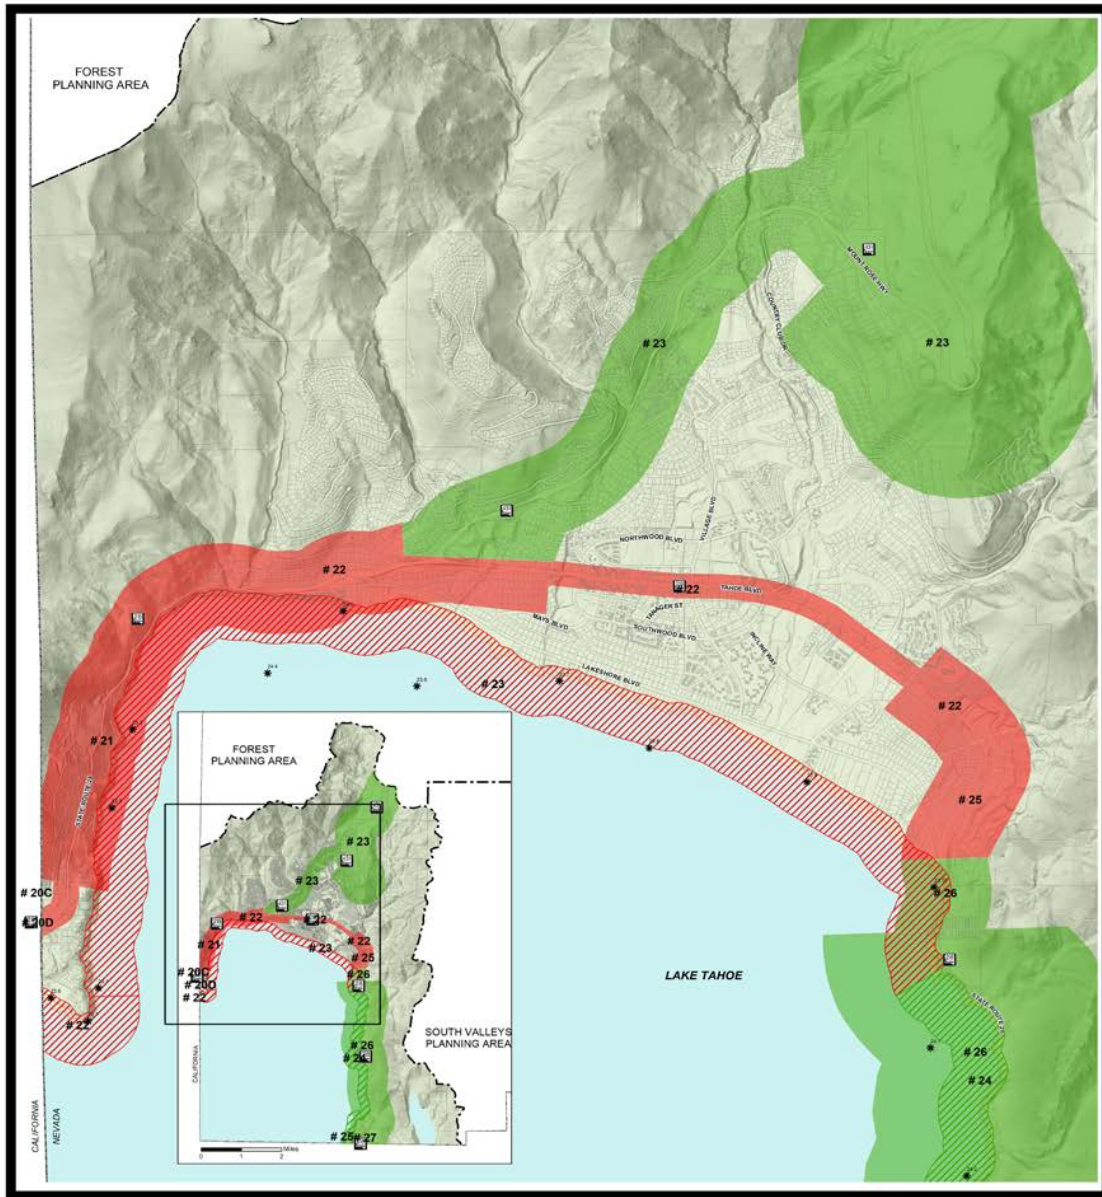 FOREST
PLANNING AREA
MOUNT ROSE HWY
COUNTRY CLUB DR
# 23
# 23
VILLAGE BLVD
NORTHWOOD BLVD
# 22
# 22
TAHOE BLVD
TANAGER ST
MAYS BLVD
SOUTHWOOD BLVD
INCLINE WAY
LAKESHORE BLVD
# 23
# 22
# 21
STATE ROUTE 28
# 25
# 20C
# 26
# 20D
LAKE TAHOE
STATE ROUTE 28
# 22
# 26
# 24
CALIFORNIA
NEVADA
FOREST
PLANNING AREA
# 23
# 23
# 22
# 22
# 21
# 23
# 22
# 25
# 20C
# 26
# 20D
# 22
SOUTH VALLEYS
PLANNING AREA
# 26
CALIFORNIA
# 25
# 27
Miles
0 1 2